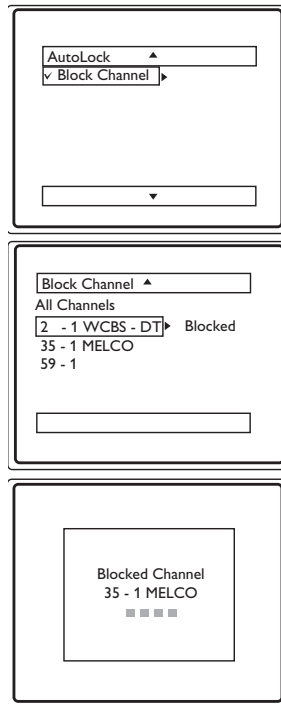 AutoLock ▲
✓ Block Channel ▶
▼
Block Channel ▲
All Channels
2 - 1 WCBS - DT ▶ Blocked
35 - 1 MELCO
59 - 1
Blocked Channel
35 - 1 MELCO